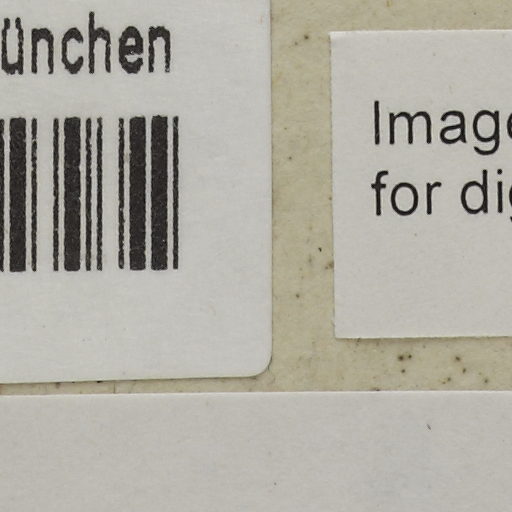 ünchen
Image
for dig